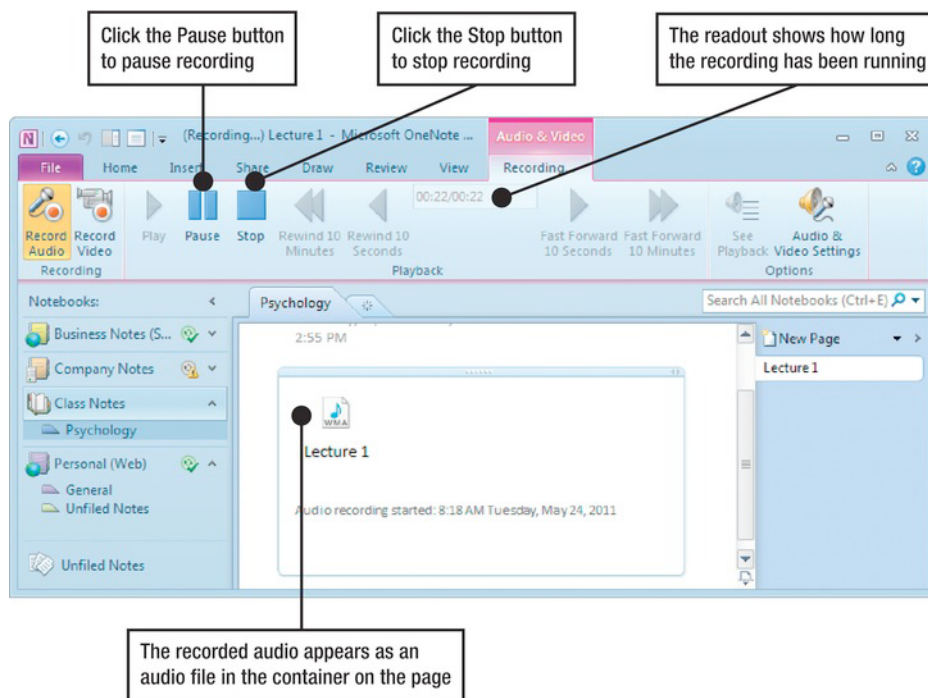 Click the Pause button
to pause recording
Click the Stop button
to stop recording
The readout shows how long
the recording has been running
(Recording...) Lecture 1 - Microsoft OneNote ...
Audio & Video
File Home Insert Share Draw Review View Recording
00:22/00:22
Record Audio
Record Video
Play
Pause
Stop
Rewind 10 Minutes
Rewind 10 Seconds
Fast Forward 10 Seconds
Fast Forward 10 Minutes
See Playback
Audio & Video Settings
Recording
Playback
Options
Notebooks:
Psychology
Search All Notebooks (Ctrl+E)
Business Notes (S...
Company Notes
Class Notes
Psychology
Personal (Web)
General
Unfiled Notes
Unfiled Notes
2:55 PM
WMA
Lecture 1
Audio recording started: 8:18 AM Tuesday, May 24, 2011
New Page
Lecture 1
The recorded audio appears as an
audio file in the container on the page